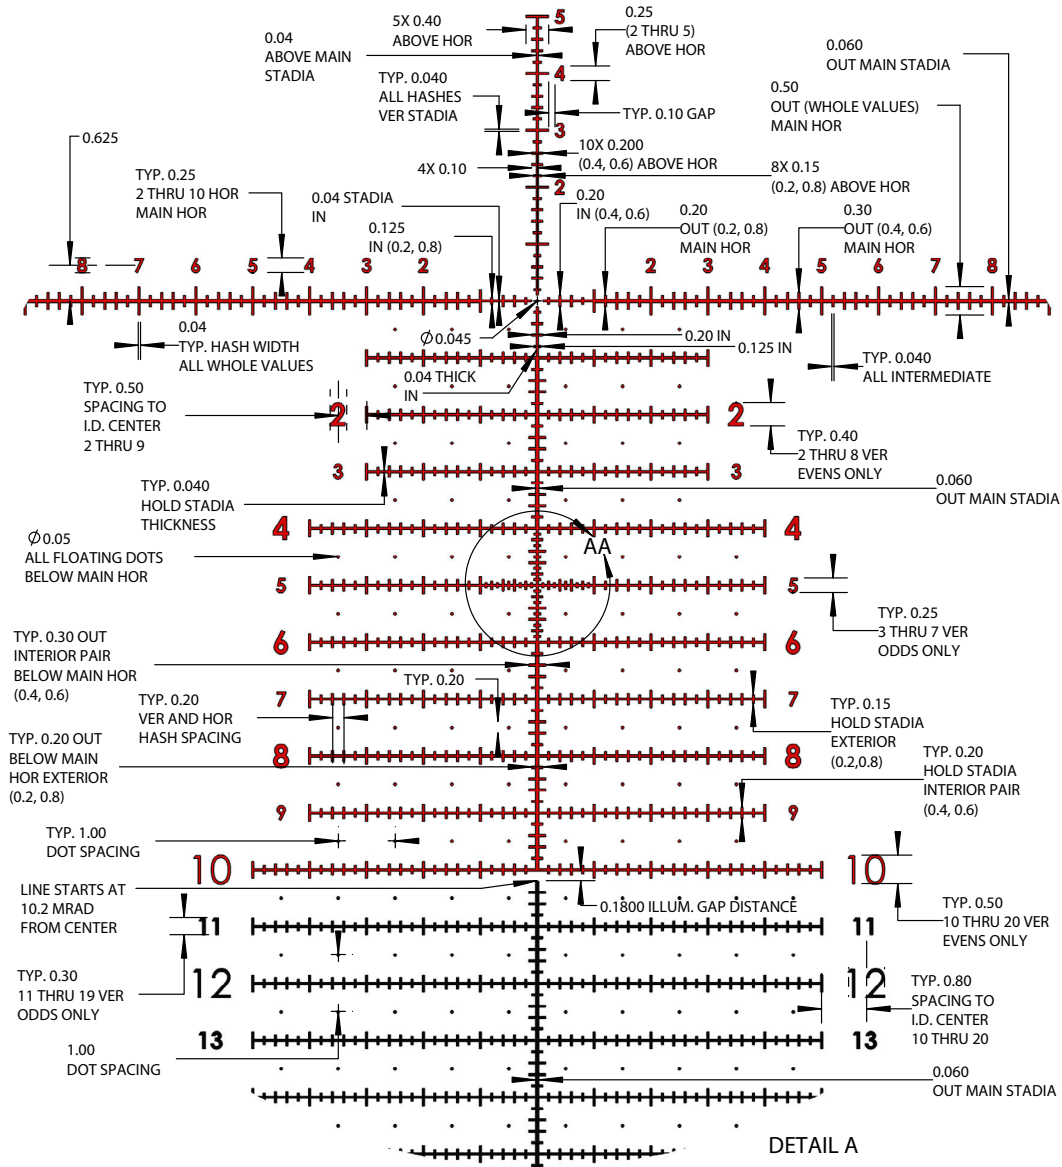 5X 0.40
ABOVE HOR
5
0.25
(2 THRU 5)
ABOVE HOR
0.04
ABOVE MAIN
STADIA
0.060
OUT MAIN STADIA
4
TYP. 0.040
ALL HASHES
VER STADIA
0.50
OUT (WHOLE VALUES)
MAIN HOR
TYP. 0.10 GAP
3
0.625
10X 0.200
(0.4, 0.6) ABOVE HOR
4X 0.10
8X 0.15
(0.2, 0.8) ABOVE HOR
TYP. 0.25
2 THRU 10 HOR
MAIN HOR
2
0.04 STADIA
IN
0.20
IN (0.4, 0.6)
0.20
OUT (0.2, 0.8)
MAIN HOR
0.30
OUT (0.4, 0.6)
MAIN HOR
0.125
IN (0.2, 0.8)
8 7 6 5 4 3 2 2 3 4 5 6 7 8
0.04
TYP. HASH WIDTH
ALL WHOLE VALUES
Ø 0.045
0.20 IN
0.125 IN
TYP. 0.040
ALL INTERMEDIATE
0.04 THICK
IN
TYP. 0.50
SPACING TO
I.D. CENTER
2 THRU 9
2 2
TYP. 0.40
2 THRU 8 VER
EVENS ONLY
3 3
TYP. 0.040
HOLD STADIA
THICKNESS
0.060
OUT MAIN STADIA
4 4
Ø 0.05
ALL FLOATING DOTS
BELOW MAIN HOR
AA
5 5
TYP. 0.25
3 THRU 7 VER
ODDS ONLY
TYP. 0.30 OUT
INTERIOR PAIR
BELOW MAIN HOR
(0.4, 0.6)
6 6
TYP. 0.20
TYP. 0.20
VER AND HOR
HASH SPACING
7 7
TYP. 0.15
HOLD STADIA
EXTERIOR
(0.2,0.8)
TYP. 0.20 OUT
BELOW MAIN
HOR EXTERIOR
(0.2, 0.8)
8 8
TYP. 0.20
HOLD STADIA
INTERIOR PAIR
(0.4, 0.6)
9 9
TYP. 1.00
DOT SPACING
10 10
LINE STARTS AT
10.2 MRAD
FROM CENTER
0.1800 ILLUM. GAP DISTANCE
TYP. 0.50
10 THRU 20 VER
EVENS ONLY
11 11
TYP. 0.30
11 THRU 19 VER
ODDS ONLY
12 12
TYP. 0.80
SPACING TO
I.D. CENTER
10 THRU 20
13 13
1.00
DOT SPACING
0.060
OUT MAIN STADIA
DETAIL A